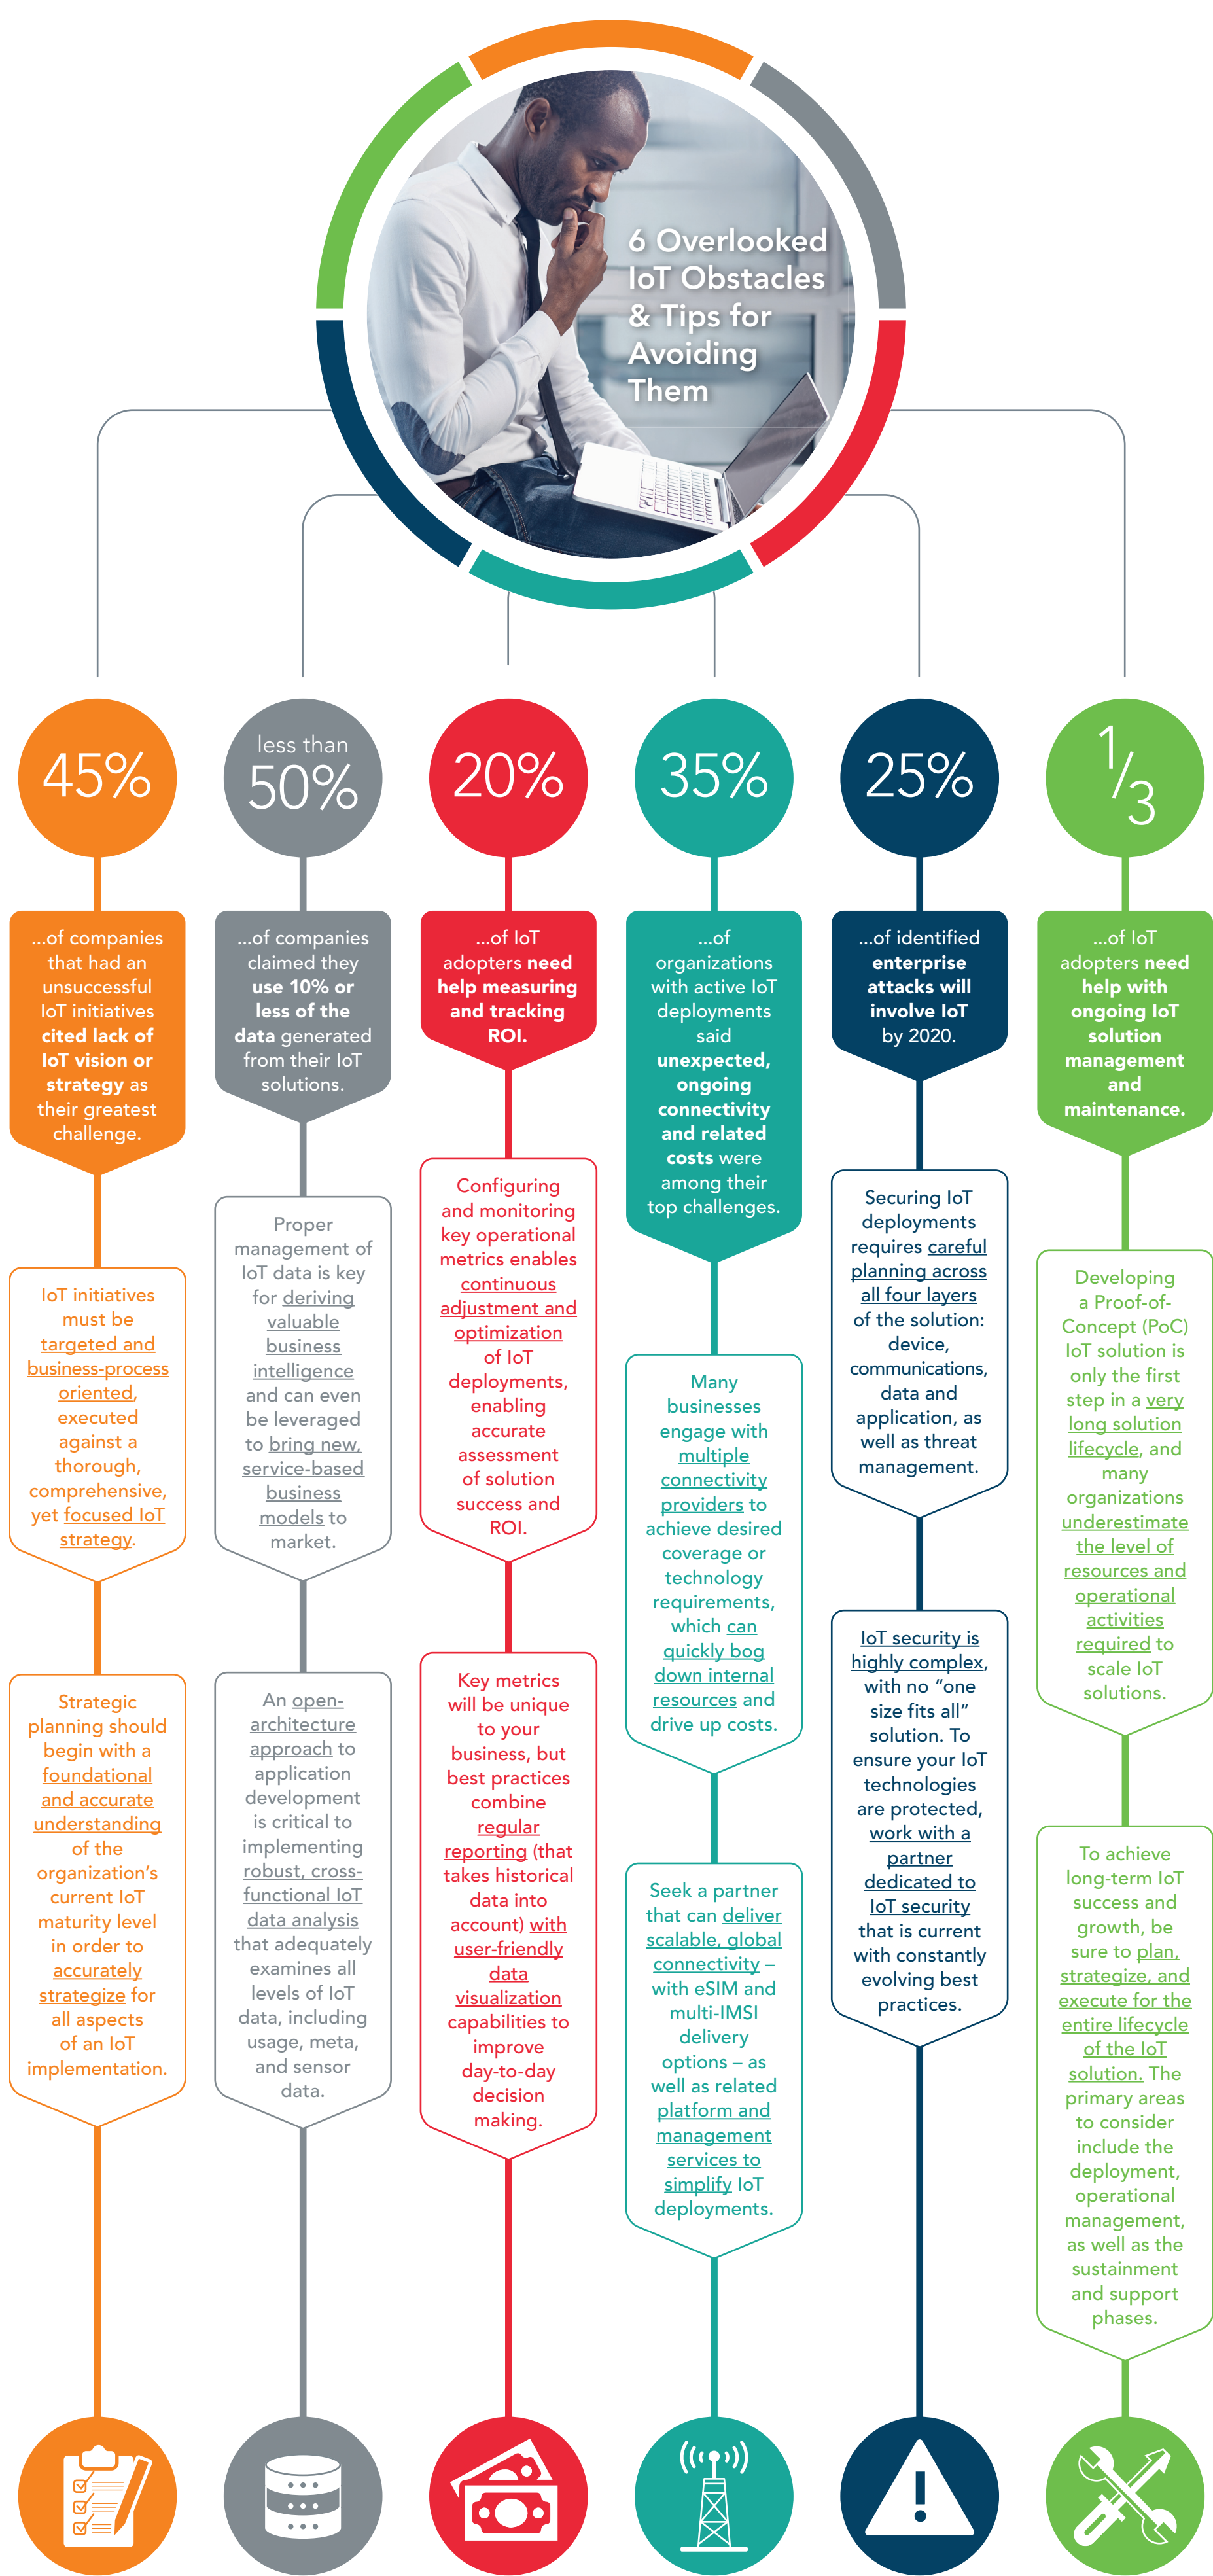 6 Overlooked
IoT Obstacles
& Tips for
Avoiding
Them
45%
...of companies
that had an
unsuccessful
IoT initiatives
cited lack of
IoT vision or
strategy as
their greatest
challenge.
IoT initiatives
must be
targeted and
business-process
oriented,
executed
against a
thorough,
comprehensive,
yet focused IoT
strategy.
Strategic
planning should
begin with a
foundational
and accurate
understanding
of the
organization's
current IoT
maturity level
in order to
accurately
strategize for
all aspects
of an IoT
implementation.
less than
50%
...of companies
claimed they
use 10% or
less of the
data generated
from their IoT
solutions.
Proper
management of
IoT data is key
for deriving
valuable
business
intelligence
and can even
be leveraged
to bring new,
service-based
business
models to
market.
An open-
architecture
approach to
application
development
is critical to
implementing
robust, cross-
functional IoT
data analysis
that adequately
examines all
levels of IoT
data, including
usage, meta,
and sensor
data.
20%
...of IoT
adopters need
help measuring
and tracking
ROI.
Configuring
and monitoring
key operational
metrics enables
continuous
adjustment and
optimization
of IoT
deployments,
enabling
accurate
assessment
of solution
success and
ROI.
Key metrics
will be unique
to your
business, but
best practices
combine
regular
reporting (that
takes historical
data into
account) with
user-friendly
data
visualization
capabilities to
improve
day-to-day
decision
making.
35%
...of
organizations
with active IoT
deployments
said
unexpected,
ongoing
connectivity
and related
costs were
among their
top challenges.
Many
businesses
engage with
multiple
connectivity
providers to
achieve desired
coverage or
technology
requirements,
which can
quickly bog
down internal
resources and
drive up costs.
Seek a partner
that can deliver
scalable, global
connectivity –
with eSIM and
multi-IMSI
delivery
options – as
well as related
platform and
management
services to
simplify IoT
deployments.
25%
...of identified
enterprise
attacks will
involve IoT
by 2020.
Securing IoT
deployments
requires careful
planning across
all four layers
of the solution:
device,
communications,
data and
application, as
well as threat
management.
IoT security is
highly complex,
with no “one
size fits all”
solution. To
ensure your IoT
technologies
are protected,
work with a
partner
dedicated to
IoT security
that is current
with constantly
evolving best
practices.
1/3
...of IoT
adopters need
help with
ongoing IoT
solution
management
and
maintenance.
Developing
a Proof-of-
Concept (PoC)
IoT solution is
only the first
step in a very
long solution
lifecycle, and
many
organizations
underestimate
the level of
resources and
operational
activities
required to
scale IoT
solutions.
To achieve
long-term IoT
success and
growth, be
sure to plan,
strategize, and
execute for the
entire lifecycle
of the IoT
solution. The
primary areas
to consider
include the
deployment,
operational
management,
as well as the
sustainment
and support
phases.